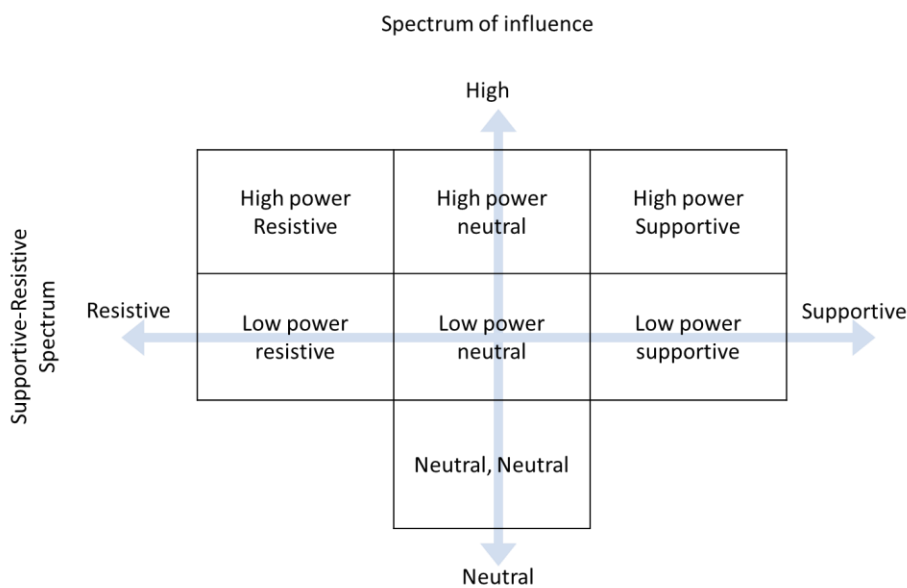 Spectrum of influence
High
High power
Resistive
High power
neutral
High power
Supportive
Supportive-Resistive
Spectrum
Resistive
Supportive
Low power
resistive
Low power
neutral
Low power
supportive
Neutral, Neutral
Neutral